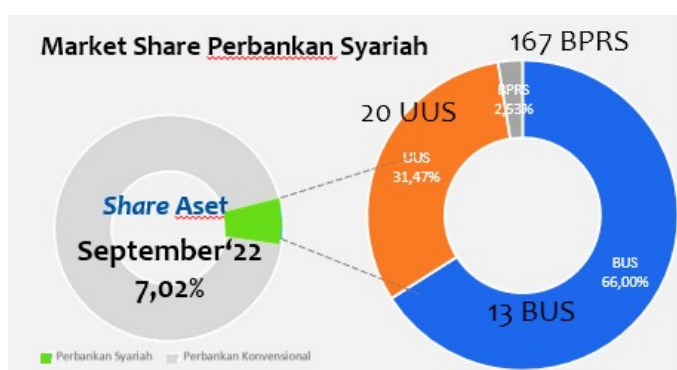 Market Share Perbankan Syariah
Share Aset
September‘22
7,02%
Perbankan Syariah
Perbankan Konvensional
167 BPRS
BPRS
2,53%
20 UUS
UUS
31,47%
BUS
66,00%
13 BUS